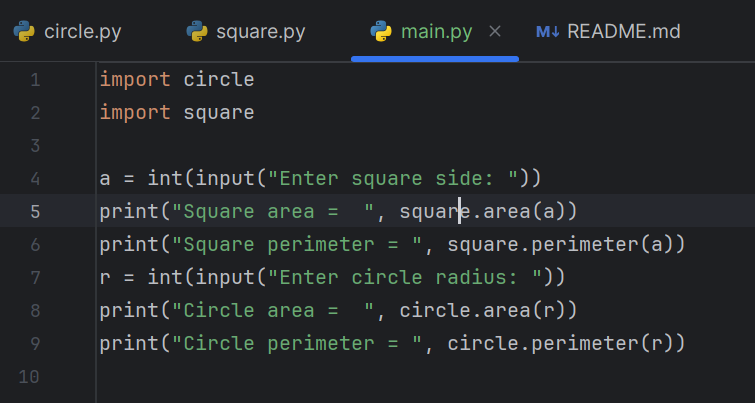 circle.py square.py main.py × M↓ README.md
1 import circle
2 import square
3
4 a = int(input("Enter square side: "))
5 print("Square area =  ", square.area(a))
6 print("Square perimeter = ", square.perimeter(a))
7 r = int(input("Enter circle radius: "))
8 print("Circle area =  ", circle.area(r))
9 print("Circle perimeter = ", circle.perimeter(r))
10